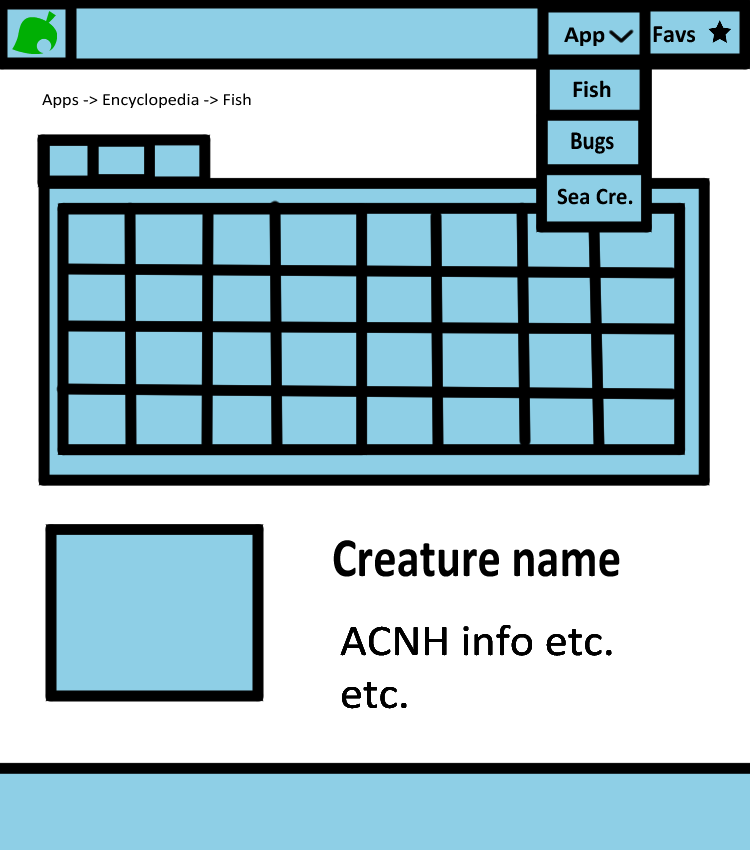 App
Favs
Fish
Bugs
Sea Cre.
Apps -> Encyclopedia -> Fish
Creature name
ACNH info etc.
etc.